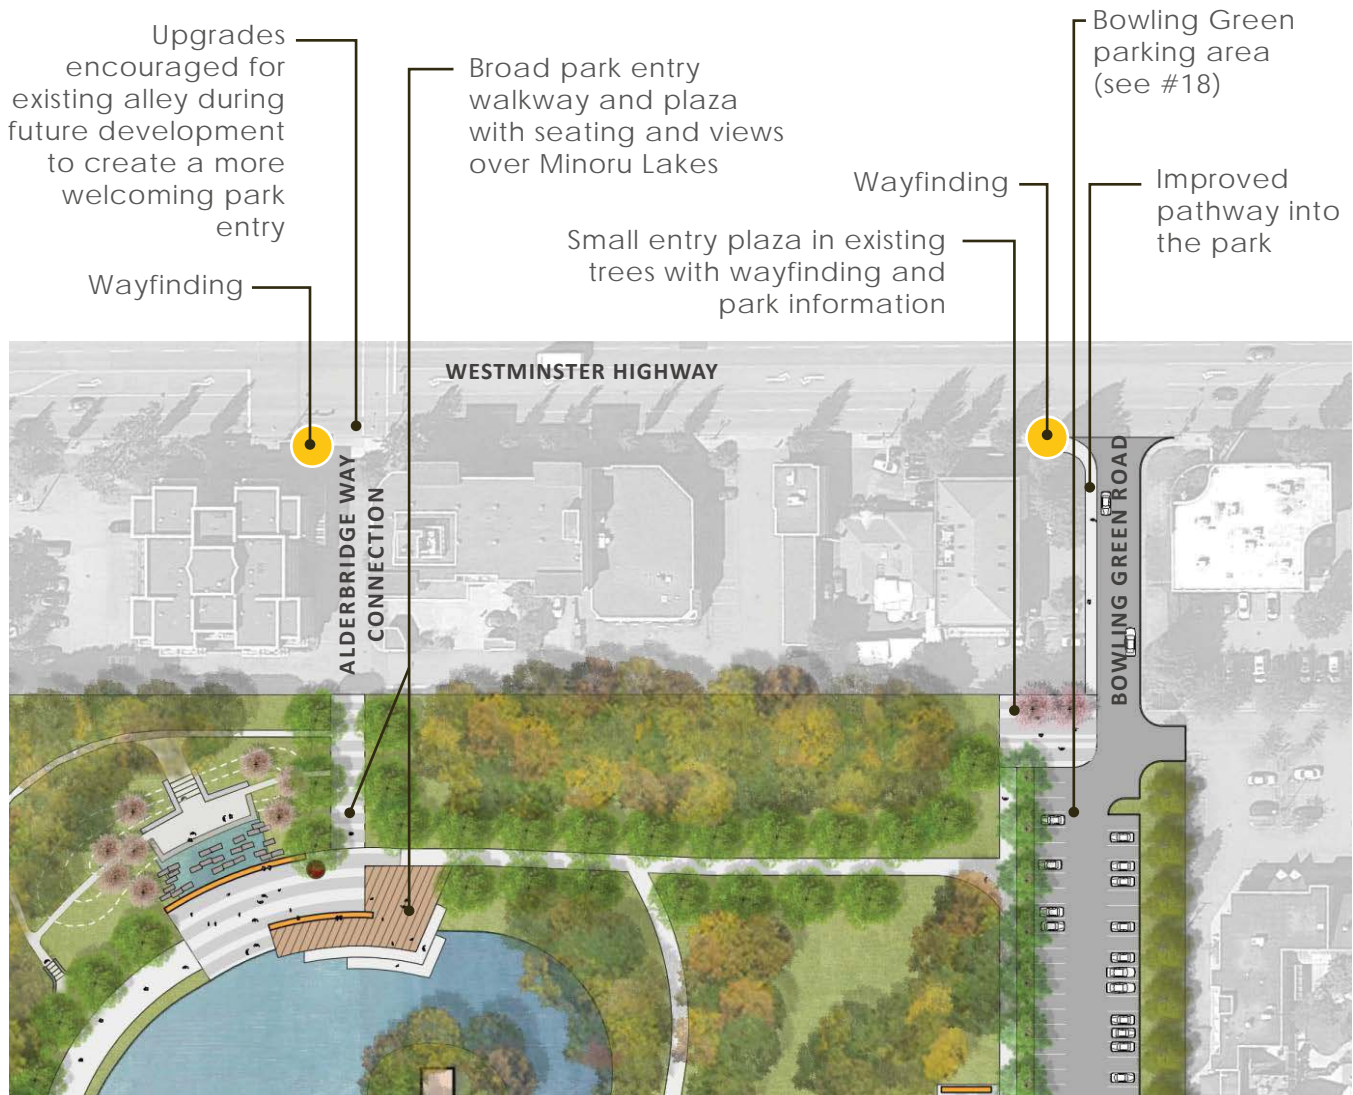 Upgrades
encouraged for
existing alley during
future development
to create a more
welcoming park
entry
Wayfinding
Broad park entry
walkway and plaza
with seating and views
over Minoru Lakes
Bowling Green
parking area
(see #18)
Wayfinding
Improved
pathway into
the park
Small entry plaza in existing
trees with wayfinding and
park information
WESTMINSTER HIGHWAY
ALDERBRIDGE WAY
CONNECTION
BOWLING GREEN ROAD